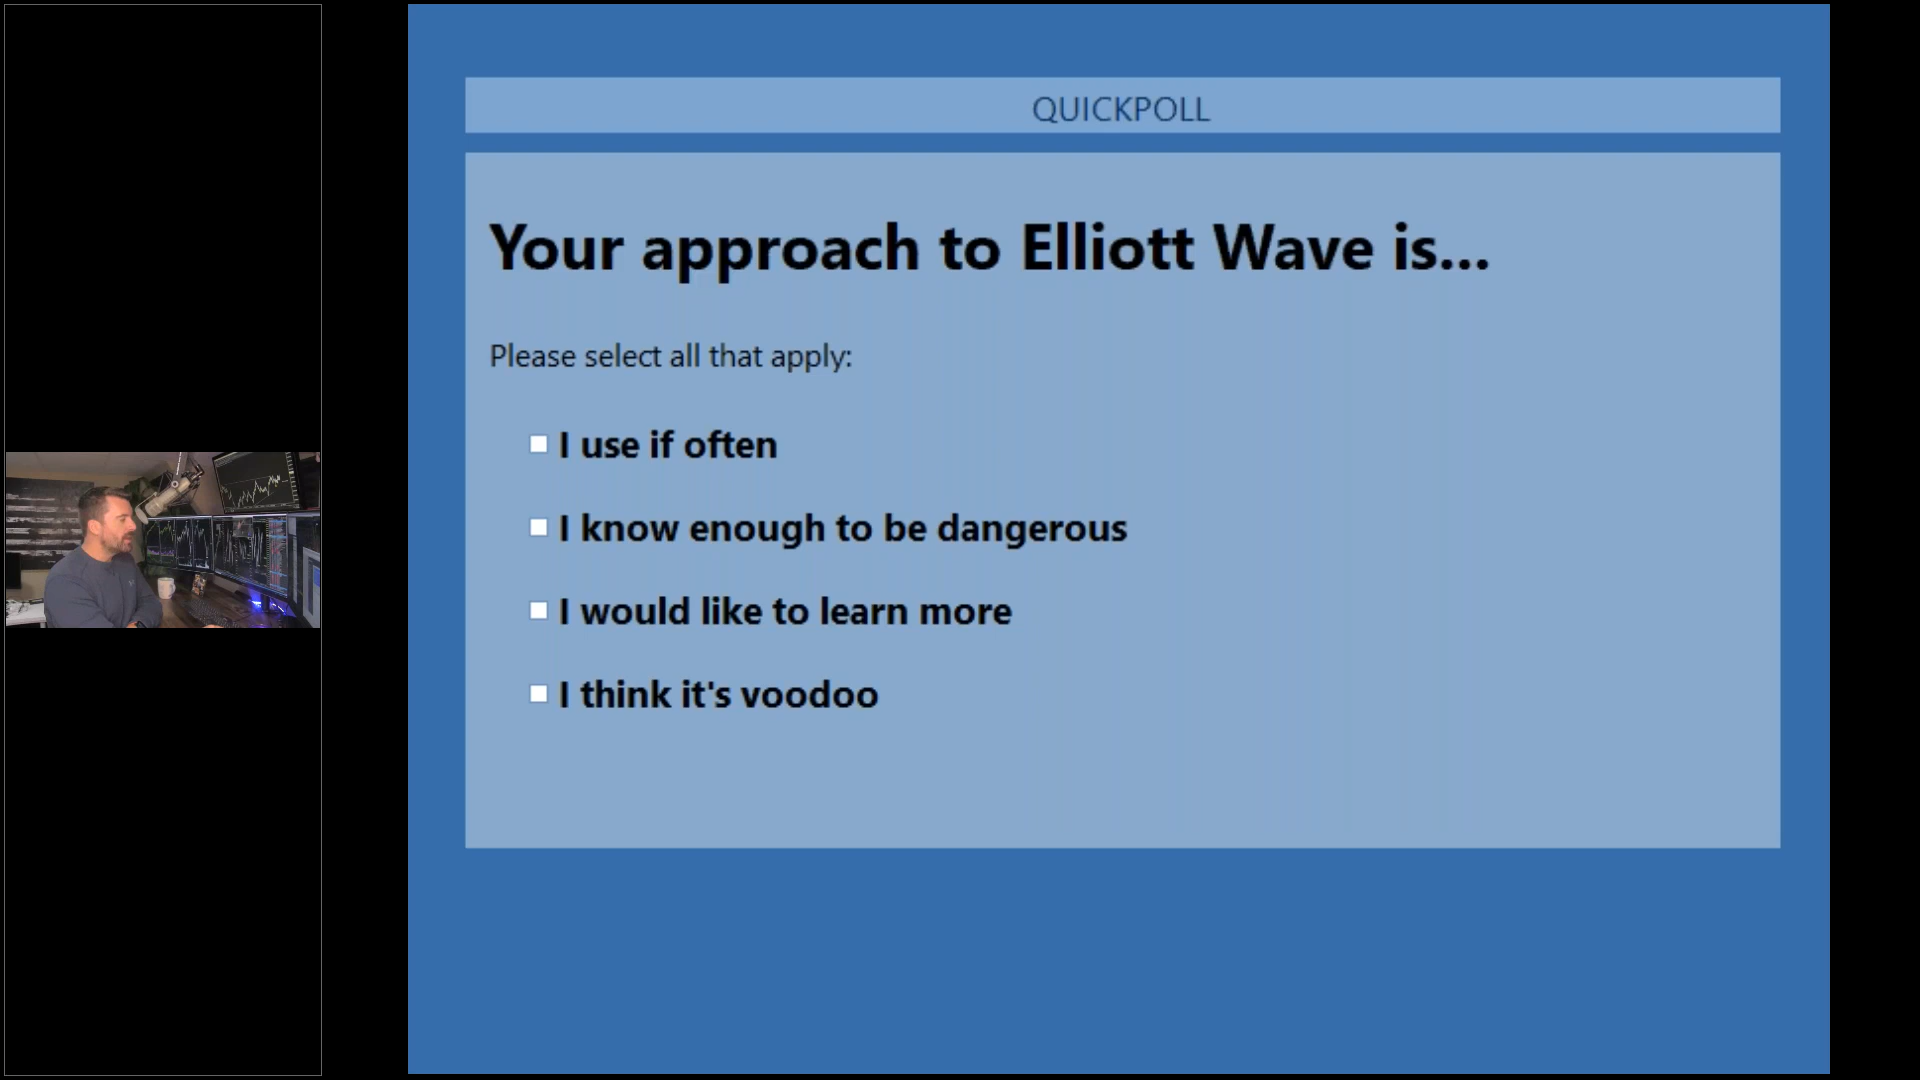 QUICKPOLL
Your approach to Elliott Wave is...
Please select all that apply:
I use if often
I know enough to be dangerous
I would like to learn more
I think it's voodoo